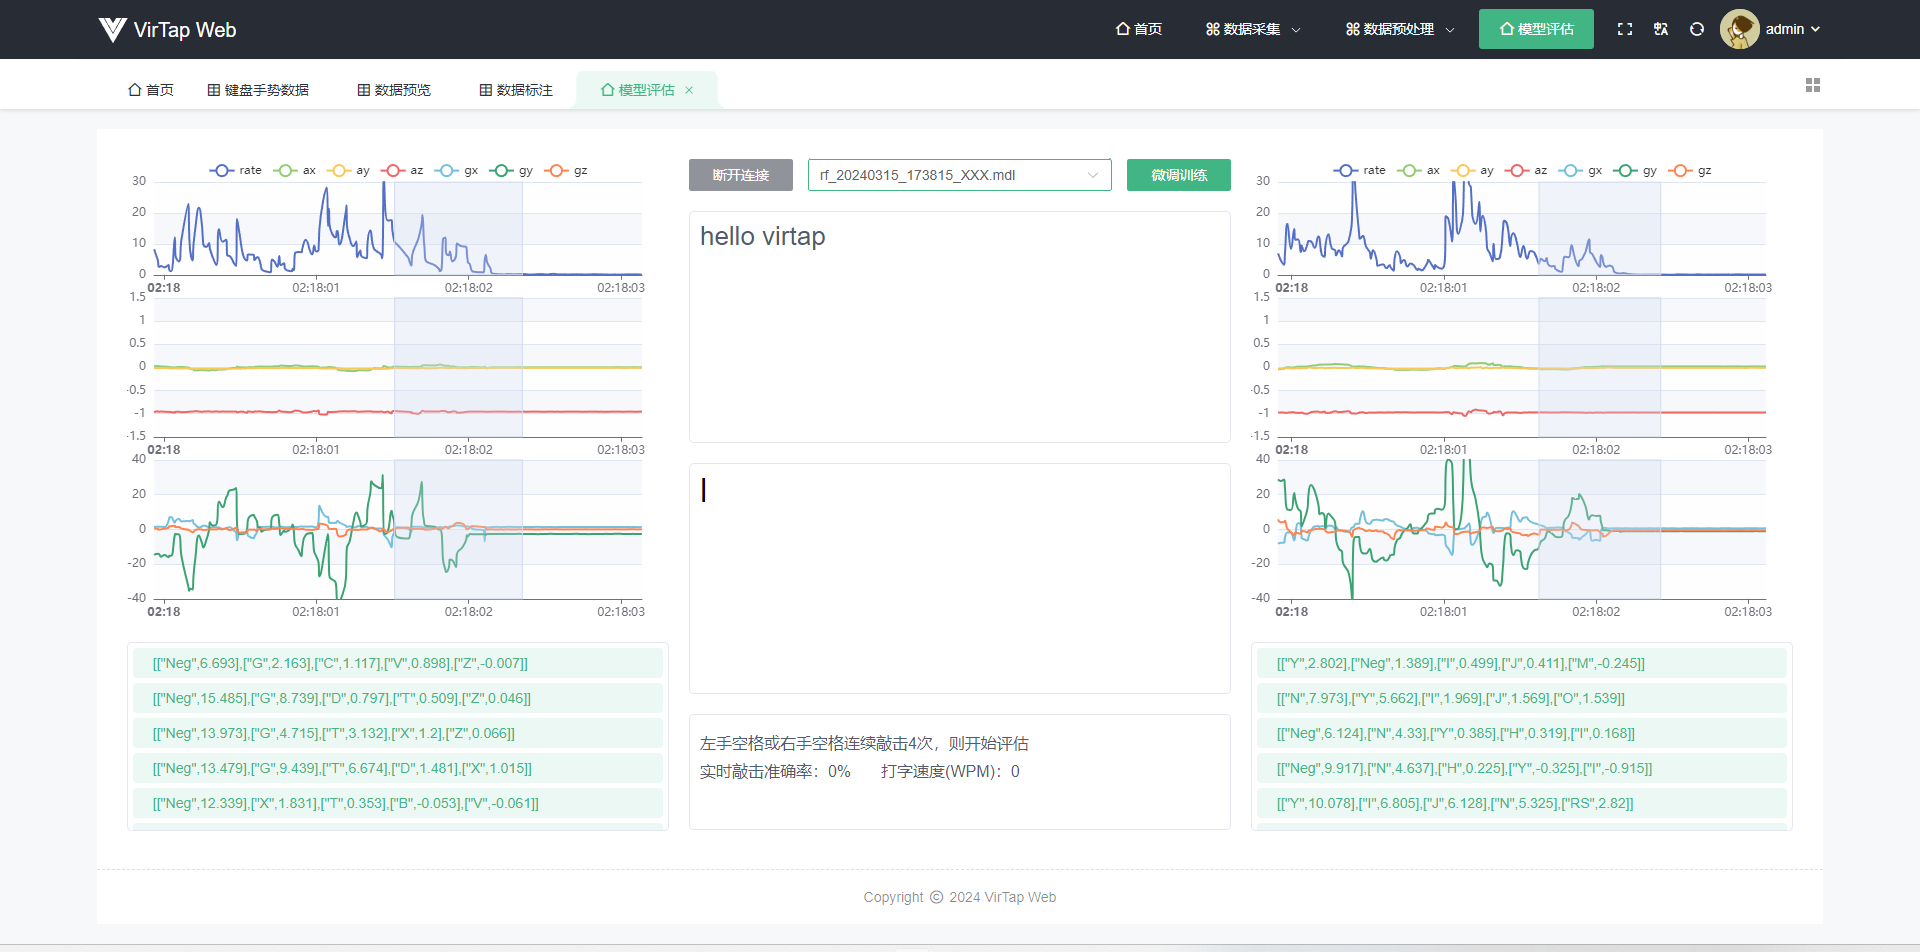 VirTap Web
首页 数据采集 数据预处理 模型评估 admin
首页 键盘手势数据 数据预览 数据标注 模型评估 ×
rate ax ay az gx gy gz
30
20
10
0
02:18 02:18:01 02:18:02 02:18:03
1.5
1
0.5
0
-0.5
-1
-1.5
02:18 02:18:01 02:18:02 02:18:03
40
20
0
-20
-40
02:18 02:18:01 02:18:02 02:18:03
[["Neg",6.693],["G",2.163],["C",1.117],["V",0.898],["Z",-0.007]]
[["Neg",15.485],["G",8.739],["D",0.797],["T",0.509],["Z",0.046]]
[["Neg",13.973],["G",4.715],["T",3.132],["X",1.2],["Z",0.066]]
[["Neg",13.479],["G",9.439],["T",6.674],["D",1.481],["X",1.015]]
[["Neg",12.339],["X",1.831],["T",0.353],["B",-0.053],["V",-0.061]]
断开连接 rf_20240315_173815_XXX.mdl 微调训练
hello virtap
左手空格或右手空格连续敲击4次，则开始评估
实时敲击准确率：0% 打字速度(WPM)：0
rate ax ay az gx gy gz
30
20
10
0
02:18 02:18:01 02:18:02 02:18:03
1.5
1
0.5
0
-0.5
-1
-1.5
02:18 02:18:01 02:18:02 02:18:03
40
20
0
-20
-40
02:18 02:18:01 02:18:02 02:18:03
[["Y",2.802],["Neg",1.389],["I",0.499],["J",0.411],["M",-0.245]]
[["N",7.973],["Y",5.662],["I",1.969],["J",1.569],["O",1.539]]
[["Neg",6.124],["N",4.33],["Y",0.385],["H",0.319],["I",0.168]]
[["Neg",9.917],["N",4.637],["H",0.225],["Y",-0.325],["I",-0.915]]
[["Y",10.078],["I",6.805],["J",6.128],["N",5.325],["RS",2.82]]
Copyright © 2024 VirTap Web